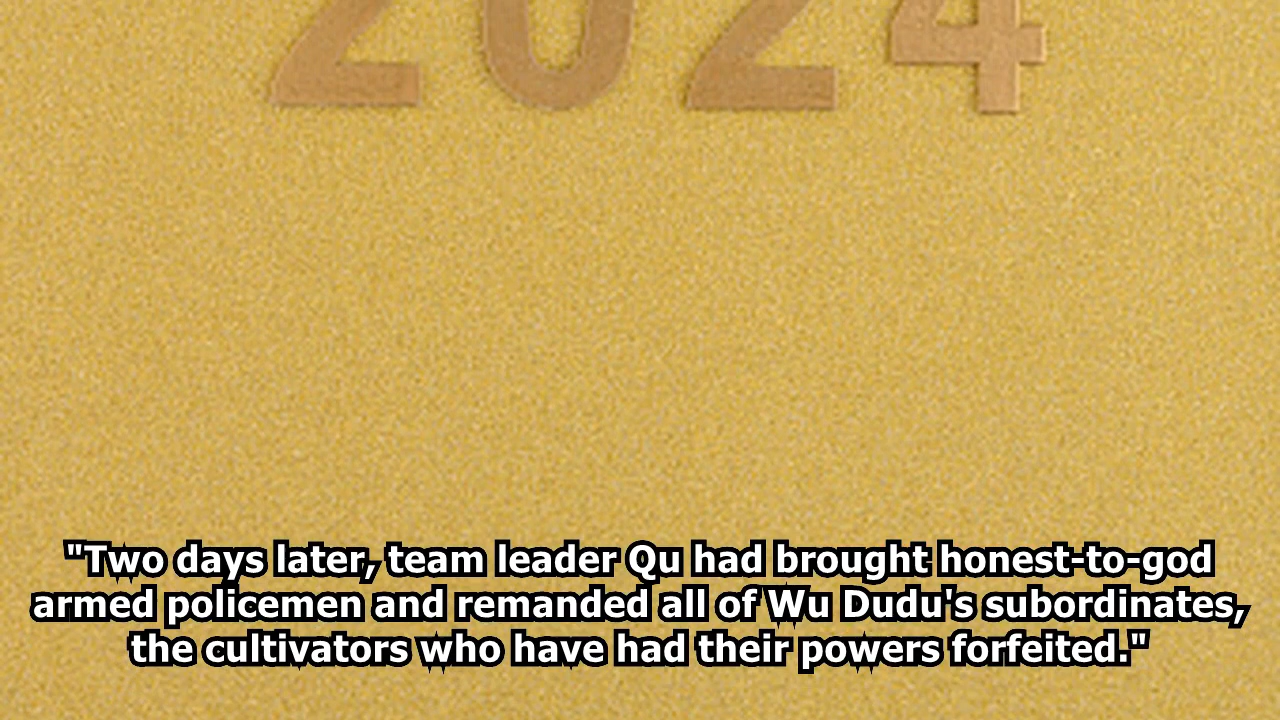 2024
"Two days later, team leader Qu had brought honest-to-god
armed policemen and remanded all of Wu Dudu's subordinates,
the cultivators who have had their powers forfeited."